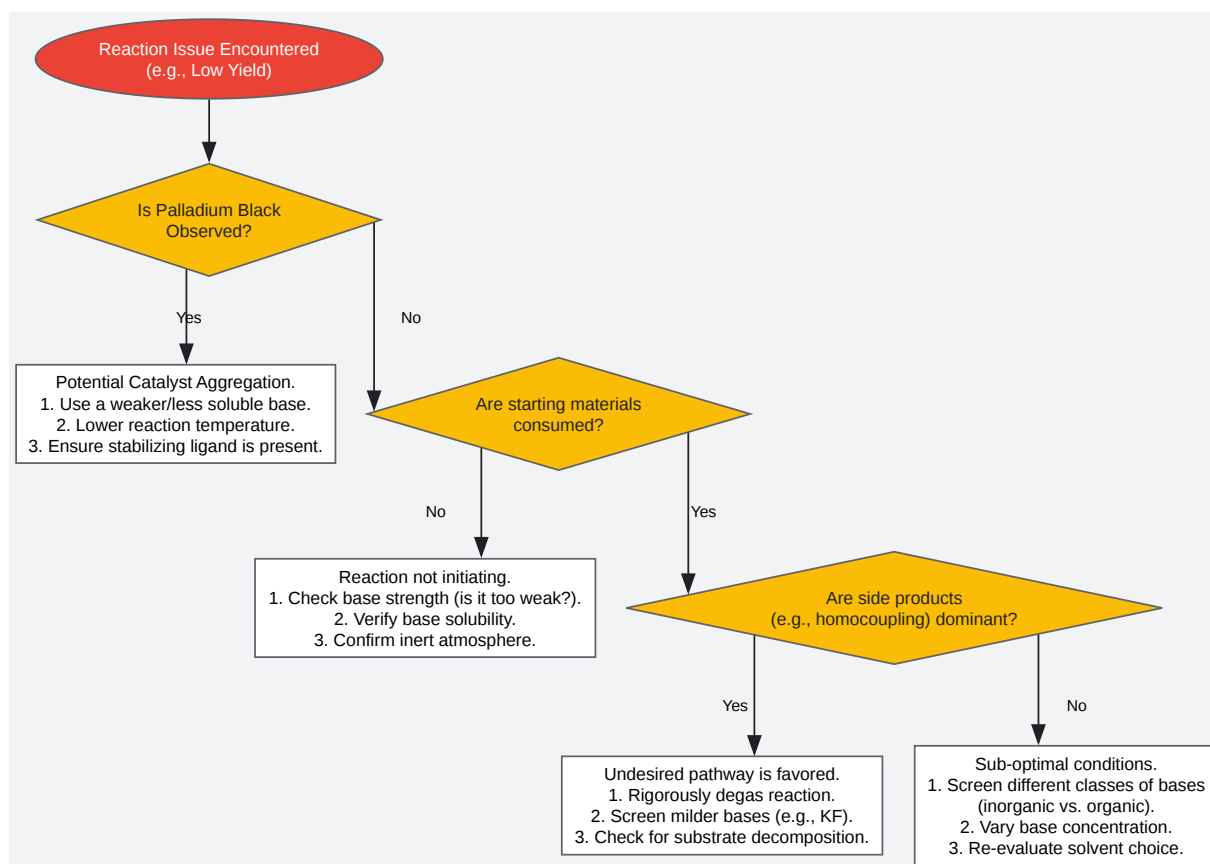 Reaction Issue Encountered
(e.g., Low Yield)
Is Palladium Black
Observed?
Yes
No
Potential Catalyst Aggregation.
1. Use a weaker/less soluble base.
2. Lower reaction temperature.
3. Ensure stabilizing ligand is present.
Are starting materials
consumed?
No
Yes
Reaction not initiating.
1. Check base strength (is it too weak?).
2. Verify base solubility.
3. Confirm inert atmosphere.
Are side products
(e.g., homocoupling) dominant?
Yes
No
Undesired pathway is favored.
1. Rigorously degas reaction.
2. Screen milder bases (e.g., KF).
3. Check for substrate decomposition.
Sub-optimal conditions.
1. Screen different classes of bases
(inorganic vs. organic).
2. Vary base concentration.
3. Re-evaluate solvent choice.